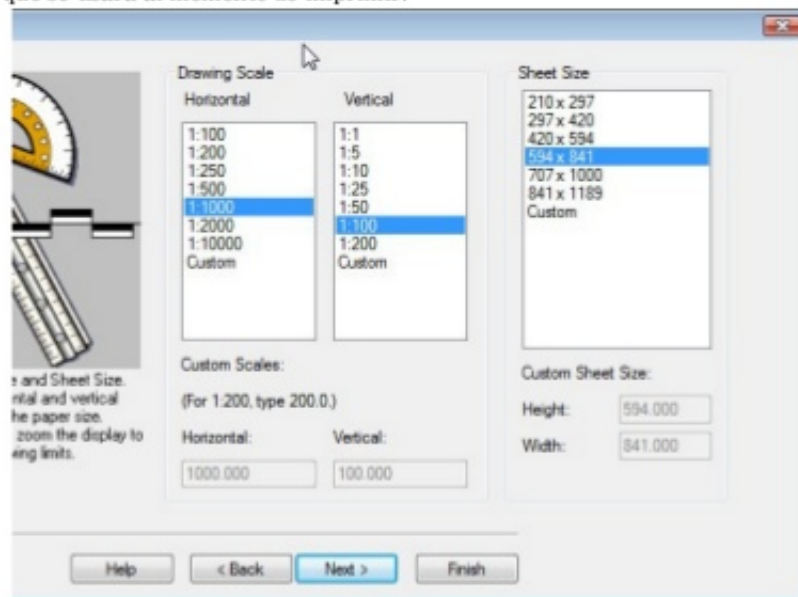 Drawing Scale
Horizontal
Vertical
1:100
1:200
1:250
1:500
1:1000
1:2000
1:10000
Custom
1:1
1:5
1:10
1:25
1:50
1:100
1:200
Custom
Custom Scales:
(For 1:200, type 200.0.)
Horizontal:
Vertical:
1000.000
100.000
Sheet Size
210 x 297
297 x 420
420 x 594
594 x 841
707 x 1000
841 x 1189
Custom
Custom Sheet Size:
Height:
594.000
Width:
841.000
and Sheet Size.
and vertical
the paper size.
zoom the display to
limits.
Help
< Back
Next >
Finish